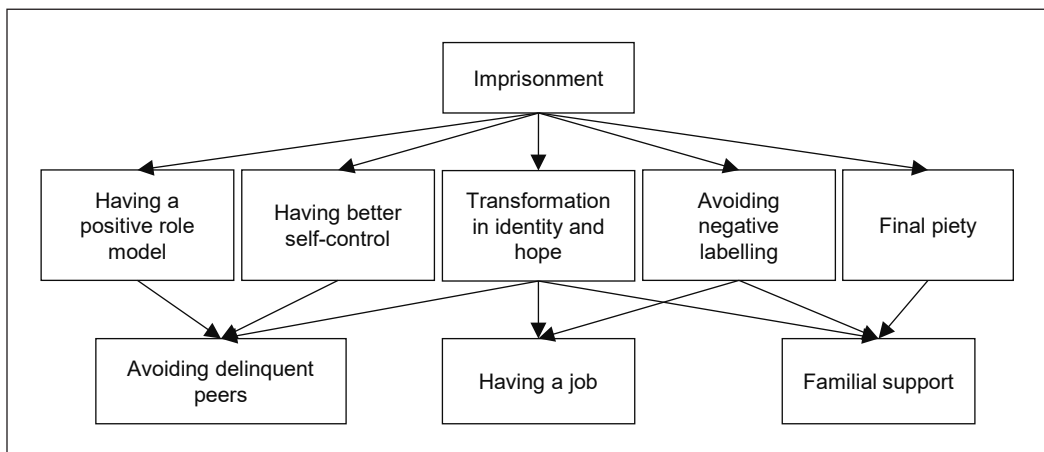 Imprisonment
Having a
positive role
model
Having better
self-control
Transformation
in identity and
hope
Avoiding
negative
labelling
Final piety
Avoiding delinquent
peers
Having a job
Familial support